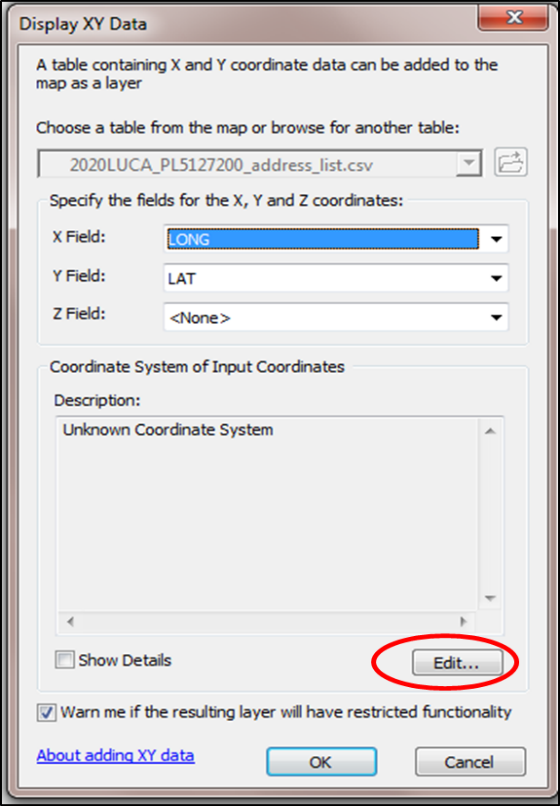 Display XY Data
A table containing X and Y coordinate data can be added to the
map as a layer
Choose a table from the map or browse for another table:
2020LUCA_PL5127200_address_list.csv
Specify the fields for the X, Y and Z coordinates:
X Field: LONG
Y Field: LAT
Z Field: <None>
Coordinate System of Input Coordinates
Description:
Unknown Coordinate System
Show Details Edit...
Warn me if the resulting layer will have restricted functionality
About adding XY data OK Cancel